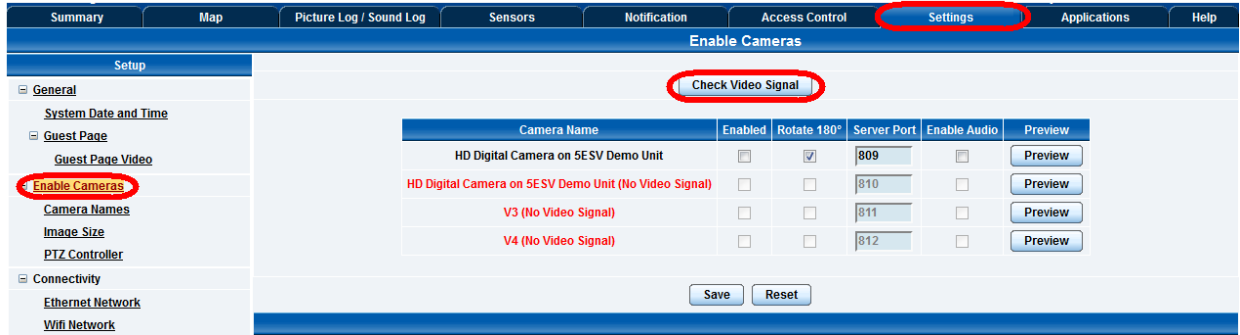 Summary Map Picture Log / Sound Log Sensors Notification Access Control Settings Applications Help
Enable Cameras
Setup
General
System Date and Time
Guest Page
Guest Page Video
Enable Cameras
Camera Names
Image Size
PTZ Controller
Connectivity
Ethernet Network
Wifi Network
Check Video Signal
Camera Name Enabled Rotate 180° Server Port Enable Audio Preview
HD Digital Camera on 5ESV Demo Unit 809 Preview
HD Digital Camera on 5ESV Demo Unit (No Video Signal) 810 Preview
V3 (No Video Signal) 811 Preview
V4 (No Video Signal) 812 Preview
Save Reset